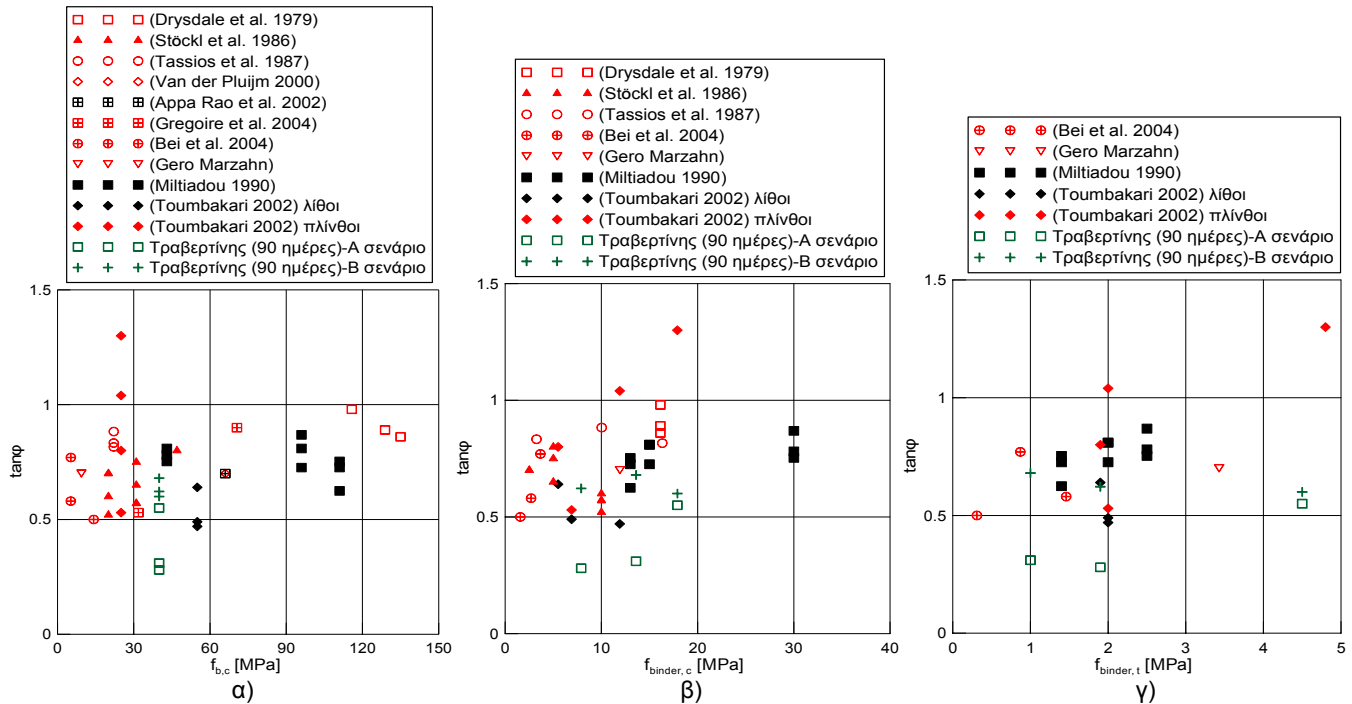 (Drysdale et al. 1979)
(Stöckl et al. 1986)
(Tassios et al. 1987)
(Van der Pluijm 2000)
(Appa Rao et al. 2002)
(Gregoire et al. 2004)
(Bei et al. 2004)
(Gero Marzahn)
(Miltiadou 1990)
(Toumbakari 2002) λίθοι
(Toumbakari 2002) πλίνθοι
Τραβερτίνης (90 ημέρες)-Α σενάριο
Τραβερτίνης (90 ημέρες)-Β σενάριο
1.5
1
0.5
0
tanφ
0 30 60 90 120 150
f b,c [MPa]
α)
(Drysdale et al. 1979)
(Stöckl et al. 1986)
(Tassios et al. 1987)
(Bei et al. 2004)
(Gero Marzahn)
(Miltiadou 1990)
(Toumbakari 2002) λίθοι
(Toumbakari 2002) πλίνθοι
Τραβερτίνης (90 ημέρες)-Α σενάριο
Τραβερτίνης (90 ημέρες)-Β σενάριο
1.5
1
0.5
0
tanφ
0 10 20 30 40
f binder, c [MPa]
β)
(Bei et al. 2004)
(Gero Marzahn)
(Miltiadou 1990)
(Toumbakari 2002) λίθοι
(Toumbakari 2002) πλίνθοι
Τραβερτίνης (90 ημέρες)-Α σενάριο
Τραβερτίνης (90 ημέρες)-Β σενάριο
1.5
1
0.5
0
tanφ
0 1 2 3 4 5
f binder, t [MPa]
γ)